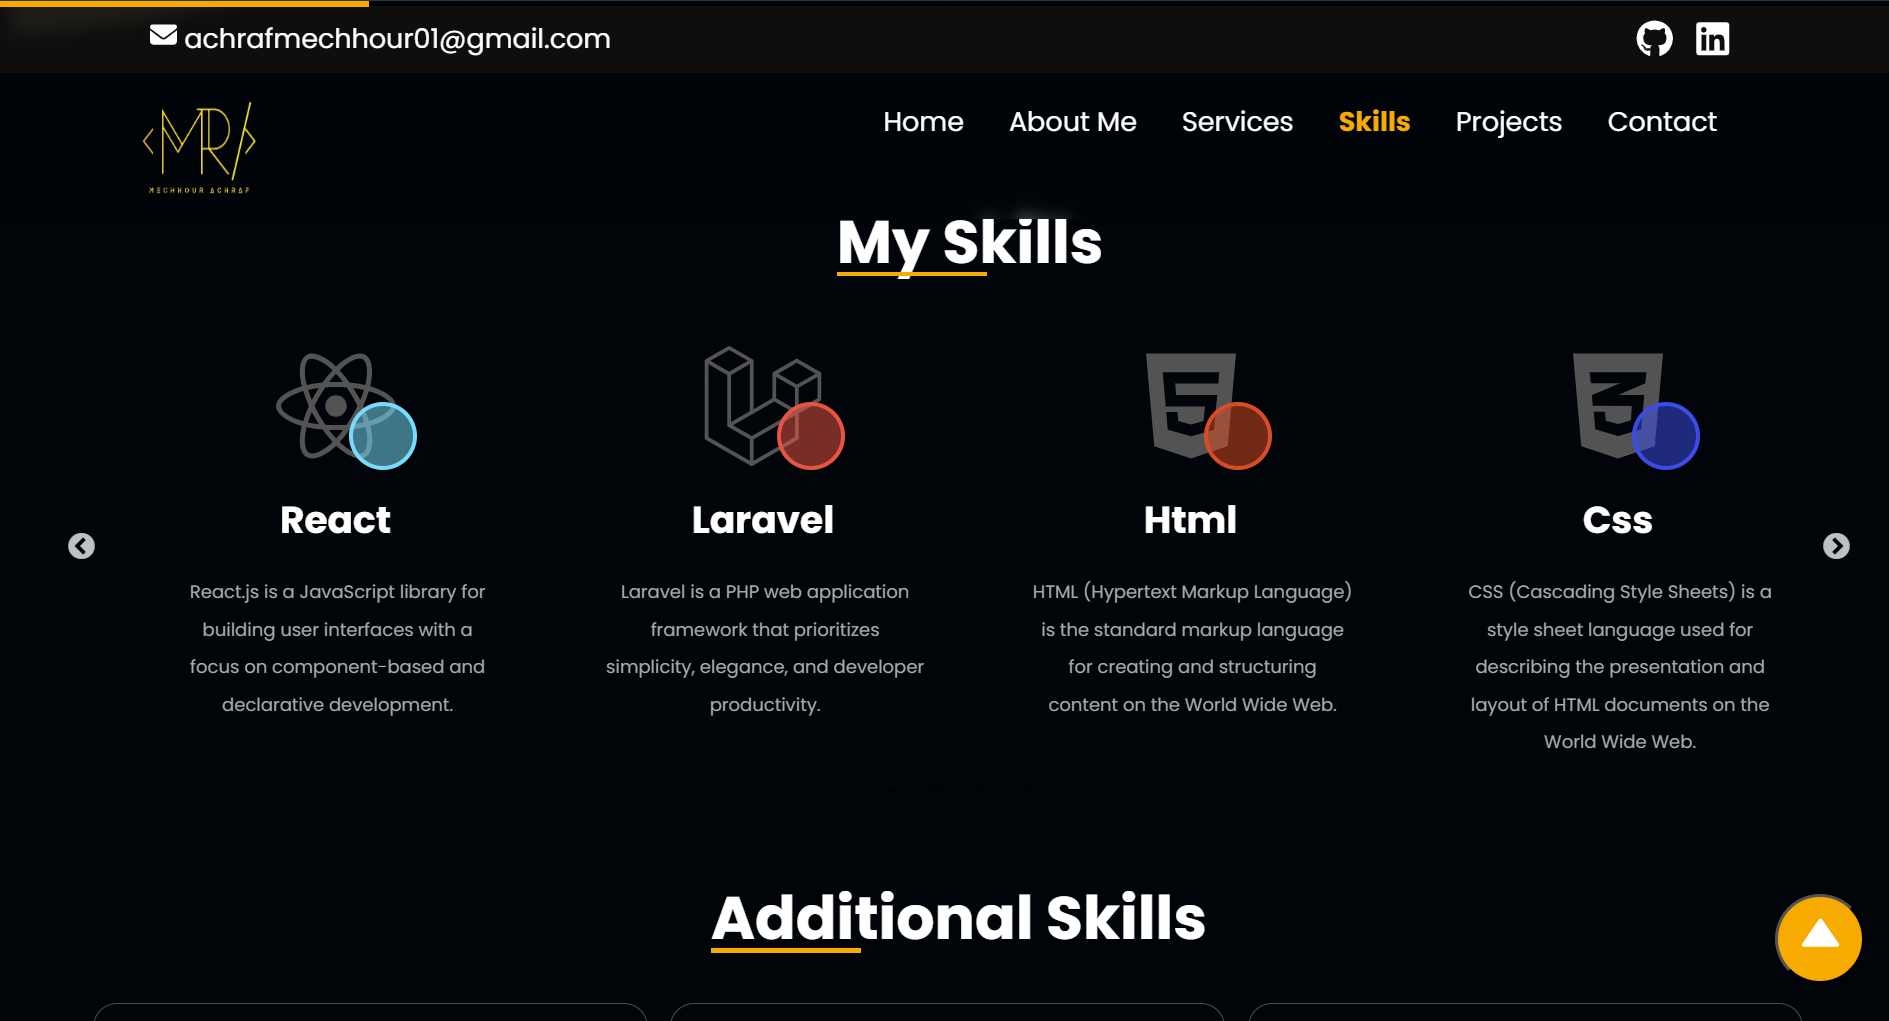 achrafmechhour01@gmail.com
MR
MECHHOUR ACHRAF
Home About Me Services Skills Projects Contact
My Skills
React
React.js is a JavaScript library for
building user interfaces with a
focus on component-based and
declarative development.
Laravel
Laravel is a PHP web application
framework that prioritizes
simplicity, elegance, and developer
productivity.
Html
HTML (Hypertext Markup Language)
is the standard markup language
for creating and structuring
content on the World Wide Web.
Css
CSS (Cascading Style Sheets) is a
style sheet language used for
describing the presentation and
layout of HTML documents on the
World Wide Web.
Additional Skills